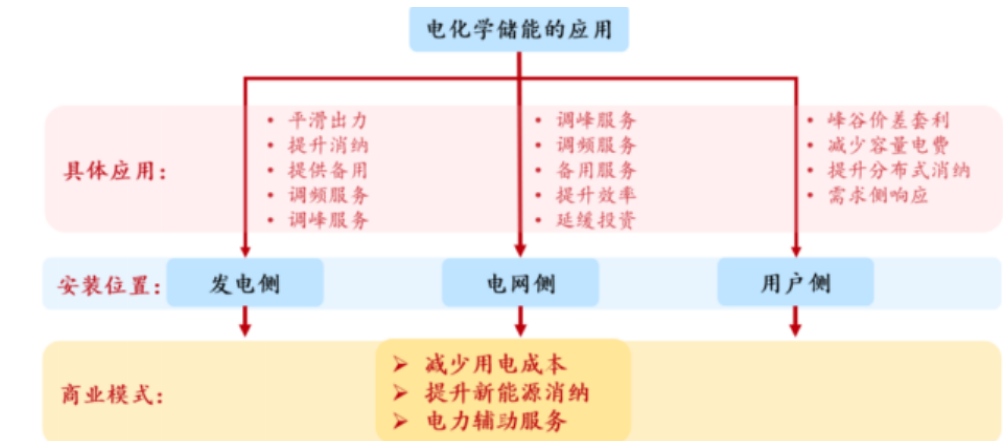 电化学储能的应用
具体应用：
• 平滑出力
• 提升消纳
• 提供备用
• 调频服务
• 调峰服务
• 调峰服务
• 调频服务
• 备用服务
• 提升效率
• 延缓投资
• 峰谷价差套利
• 减少容量电费
• 提升分布式消纳
• 需求侧响应
安装位置：
发电侧
电网侧
用户侧
商业模式：
➢ 减少用电成本
➢ 提升新能源消纳
➢ 电力辅助服务